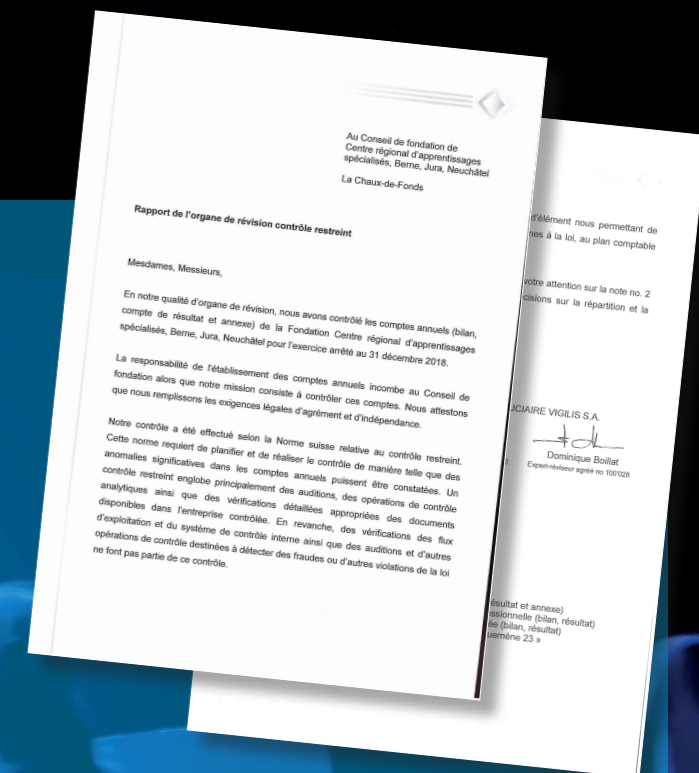 Au Conseil de fondation de
Centre régional d'apprentissages
spécialisés, Berne, Jura, Neuchâtel
La Chaux-de-Fonds
Rapport de l'organe de révision contrôle restreint
Mesdames, Messieurs,
En notre qualité d'organe de révision, nous avons contrôlé les comptes annuels (bilan,
compte de résultat et annexe) de la Fondation Centre régional d'apprentissages
spécialisés, Berne, Jura, Neuchâtel pour l'exercice arrêté au 31 décembre 2018.
La responsabilité de l'établissement des comptes annuels incombe au Conseil de
fondation alors que notre mission consiste à contrôler ces comptes. Nous attestons
que nous remplissons les exigences légales d'agrément et d'indépendance.
Notre contrôle a été effectué selon la Norme suisse relative au contrôle restreint.
Cette norme requiert de planifier et de réaliser le contrôle de manière telle que des
anomalies significatives dans les comptes annuels puissent être constatées. Un
contrôle restreint englobe principalement des auditions, des opérations de contrôle
analytiques ainsi que des vérifications détaillées appropriées des documents
disponibles dans l'entreprise contrôlée. En revanche, des vérifications des flux
d'exploitation et du système de contrôle interne ainsi que des auditions et d'autres
opérations de contrôle destinées à détecter des fraudes ou d'autres violations de la loi
ne font pas partie de ce contrôle.
d'élément nous permettant de
à la loi, au plan comptable
votre attention sur la note no. 2
sur la répartition et la
VIGILIS S.A.
Dominique Boillat
Expert-réviseur agréé no 100'028
et annexe)
(bilan, résultat)
(bilan, résultat)
23 »